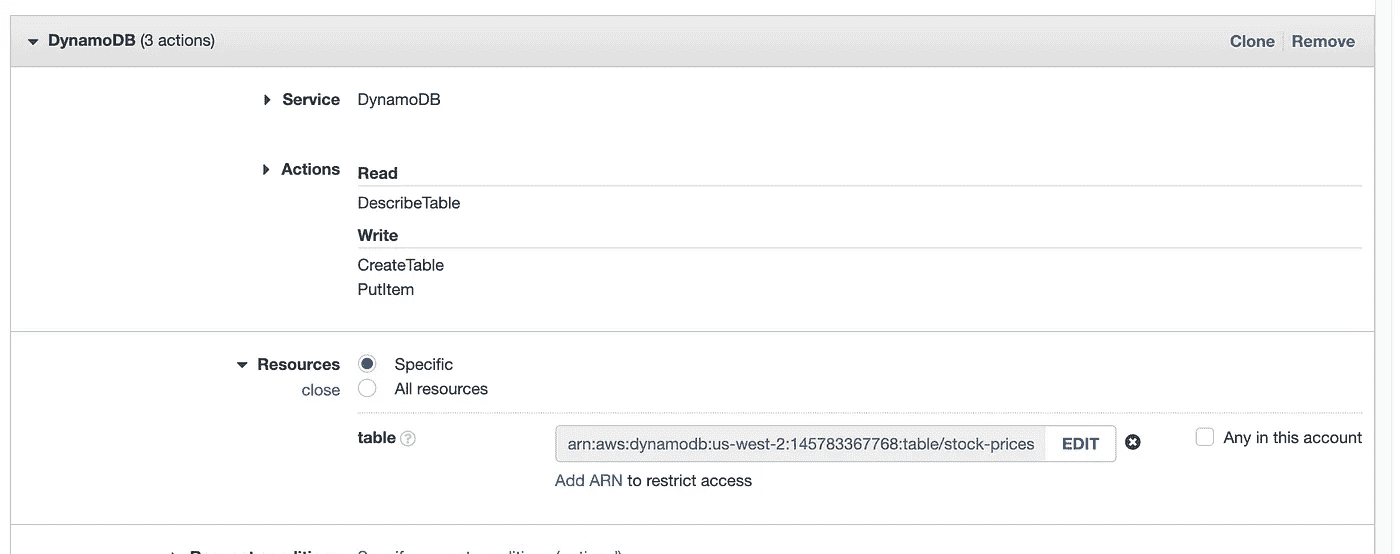 DynamoDB (3 actions) Clone Remove
Service DynamoDB
Actions Read
DescribeTable
Write
CreateTable
PutItem
Resources Specific
close All resources
table ? arn:aws:dynamodb:us-west-2:145783367768:table/stock-prices EDIT Any in this account
Add ARN to restrict access